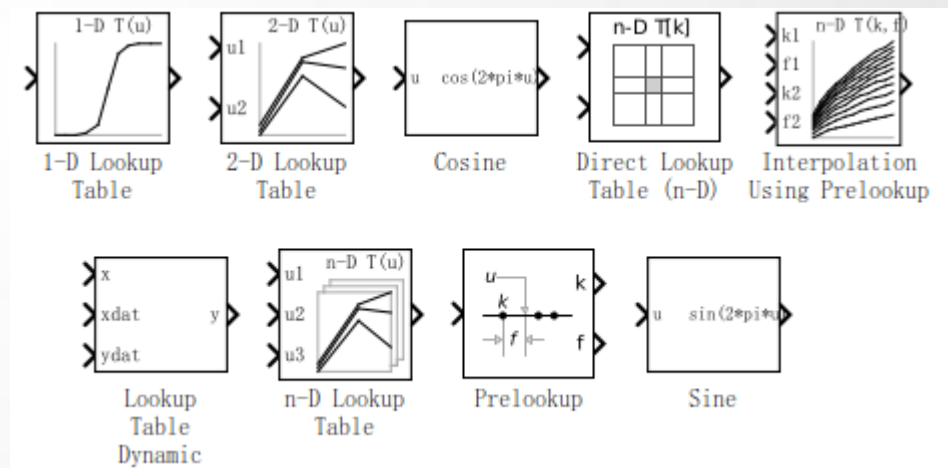 1-D T(u)
1-D Lookup
Table
2-D T(u)
u1
u2
2-D Lookup
Table
u cos(2*pi*u)
Cosine
n-D T[k]
Direct Lookup
Table (n-D)
n-D T(k,f)
k1
f1
k2
f2
Interpolation
Using Prelookup
x
xdat y
ydat
Lookup
Table
Dynamic
n-D T(u)
u1
u2
u3
n-D Lookup
Table
u
k
k
f
f
Prelookup
u sin(2*pi*u
Sine